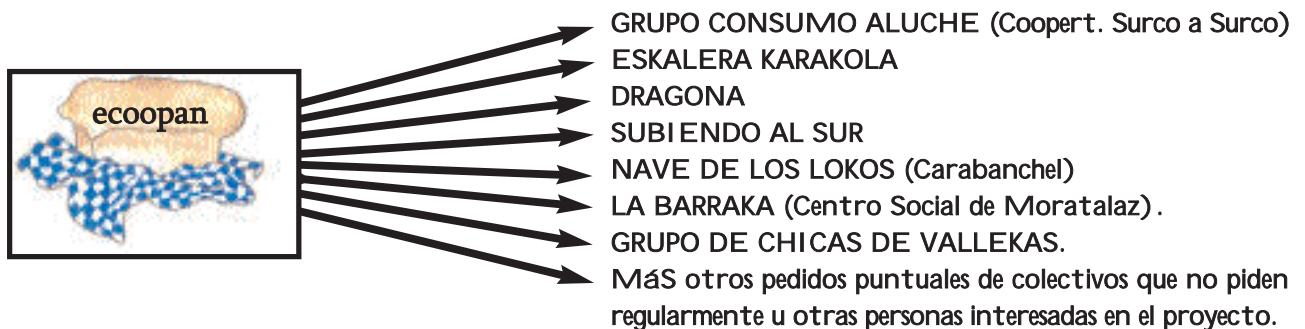 GRUPO CONSUMO ALUCHE (Coopert. Surco a Surco)
ESKALERA KARAKOLA
ecoopan
DRAGONA
SUBIENDO AL SUR
NAVE DE LOS LOKOS (Carabanchel)
LA BARRAKA (Centro Social de Moratalaz).
GRUPO DE CHICAS DE VALLEKAS.
MáS otros pedidos puntuales de colectivos que no piden
regularmente u otras personas interesadas en el proyecto.